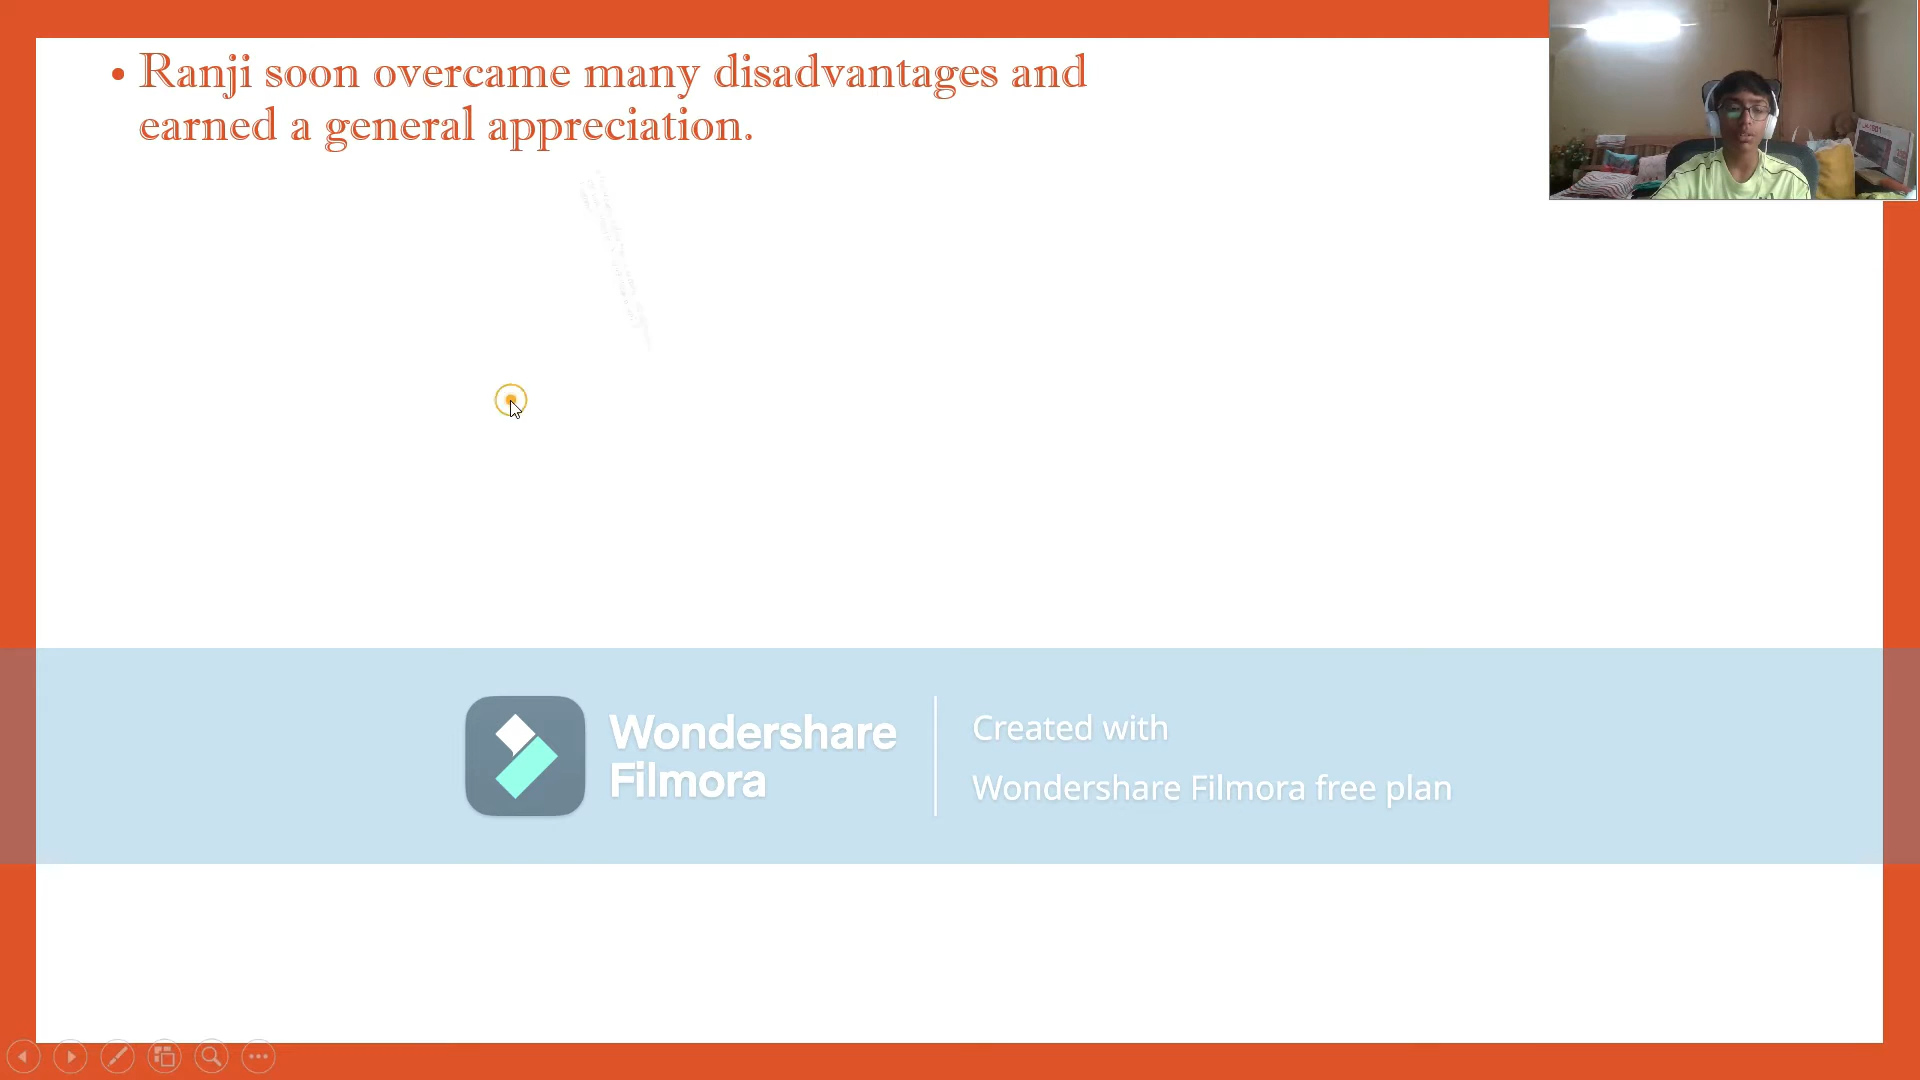 • Ranji soon overcame many disadvantages and
earned a general appreciation.
Wondershare
Filmora
Created with
Wondershare Filmora free plan